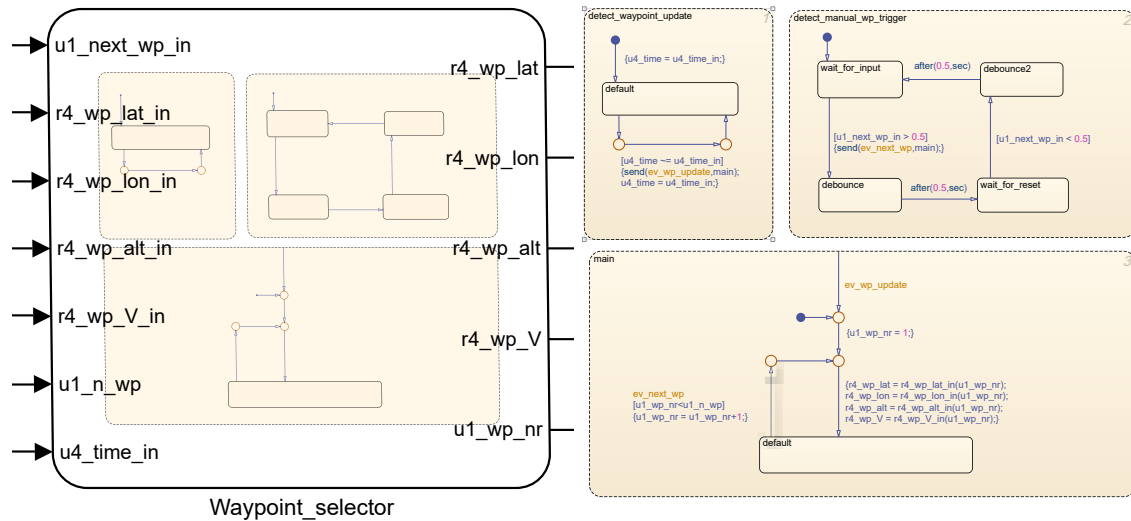 u1_next_wp_in
r4_wp_lat_in
r4_wp_lon_in
r4_wp_alt_in
r4_wp_V_in
u1_n_wp
u4_time_in
r4_wp_lat
r4_wp_lon
r4_wp_alt
r4_wp_V
u1_wp_nr
Waypoint_selector
detect_waypoint_update
1
{u4_time = u4_time_in;}
default
[u4_time ~= u4_time_in]
{send(ev_wp_update,main);
u4_time = u4_time_in;}
detect_manual_wp_trigger
2
wait_for_input
after(0.5,sec)
debounce2
[u1_next_wp_in > 0.5]
{send(ev_next_wp,main);}
[u1_next_wp_in < 0.5]
debounce
after(0.5,sec)
wait_for_reset
main
3
ev_wp_update
{u1_wp_nr = 1;}
ev_next_wp
[u1_wp_nr<u1_n_wp]
{u1_wp_nr = u1_wp_nr+1;}
{r4_wp_lat = r4_wp_lat_in(u1_wp_nr);
r4_wp_lon = r4_wp_lon_in(u1_wp_nr);
r4_wp_alt = r4_wp_alt_in(u1_wp_nr);
r4_wp_V = r4_wp_V_in(u1_wp_nr);}
default